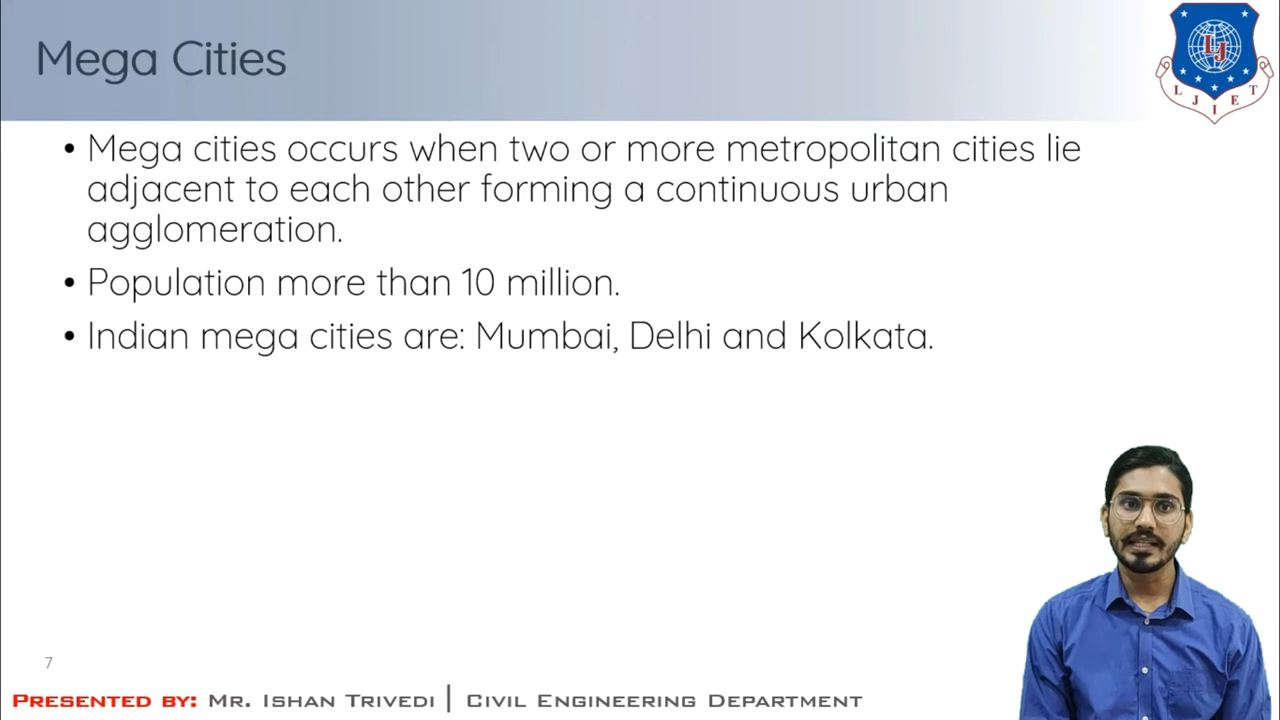 Mega Cities
LJ
L J I E T
• Mega cities occurs when two or more metropolitan cities lie
adjacent to each other forming a continuous urban
agglomeration.
• Population more than 10 million.
• Indian mega cities are: Mumbai, Delhi and Kolkata.
7
PRESENTED BY: MR. ISHAN TRIVEDI | CIVIL ENGINEERING DEPARTMENT